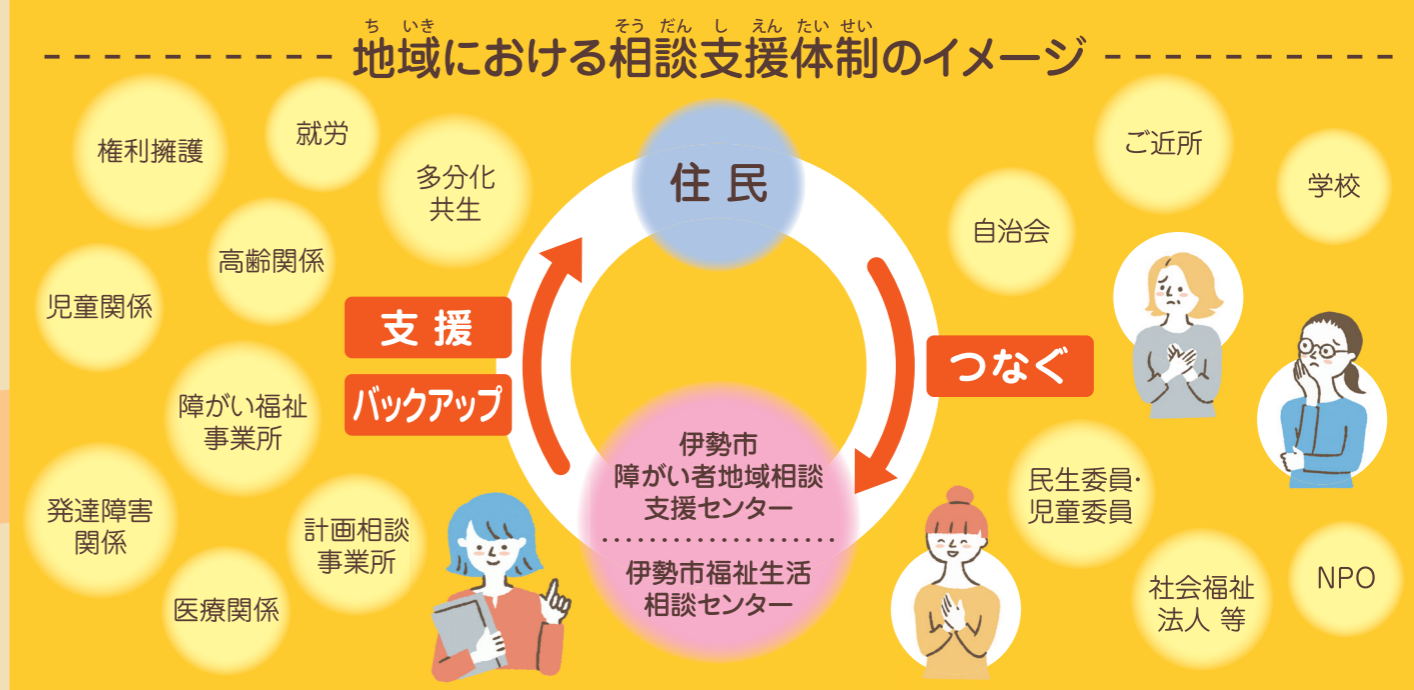 ち いき そう だん し えん たい せい
地域における相談支援体制のイメージ
権利擁護
就労
多分化
共生
高齢関係
児童関係
障がい福祉
事業所
発達障害
関係
計画相談
事業所
医療関係
支援
バックアップ
住民
つなぐ
伊勢市
障がい者地域相談
支援センター
伊勢市福祉生活
相談センター
ご近所
学校
自治会
民生委員・
児童委員
社会福祉
法人 等
NPO